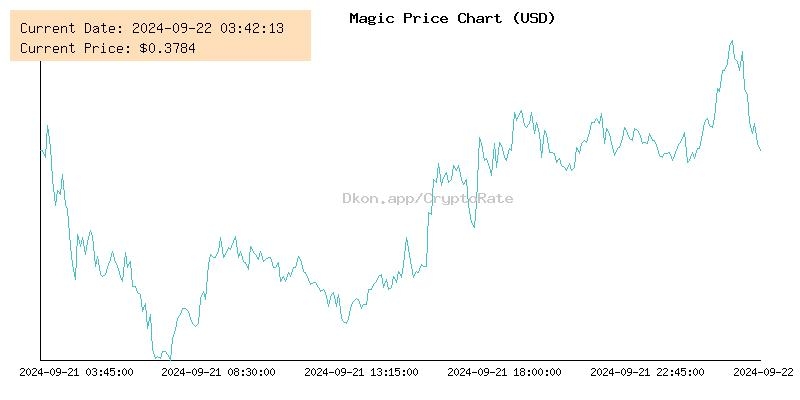 Magic Price Chart (USD)
Current Date: 2024-09-22 03:42:13
Current Price: $0.3784
Dkon.app/CryptoRate
2024-09-21 03:45:00 2024-09-21 08:30:00 2024-09-21 13:15:00 2024-09-21 18:00:00 2024-09-21 22:45:00 2024-09-22